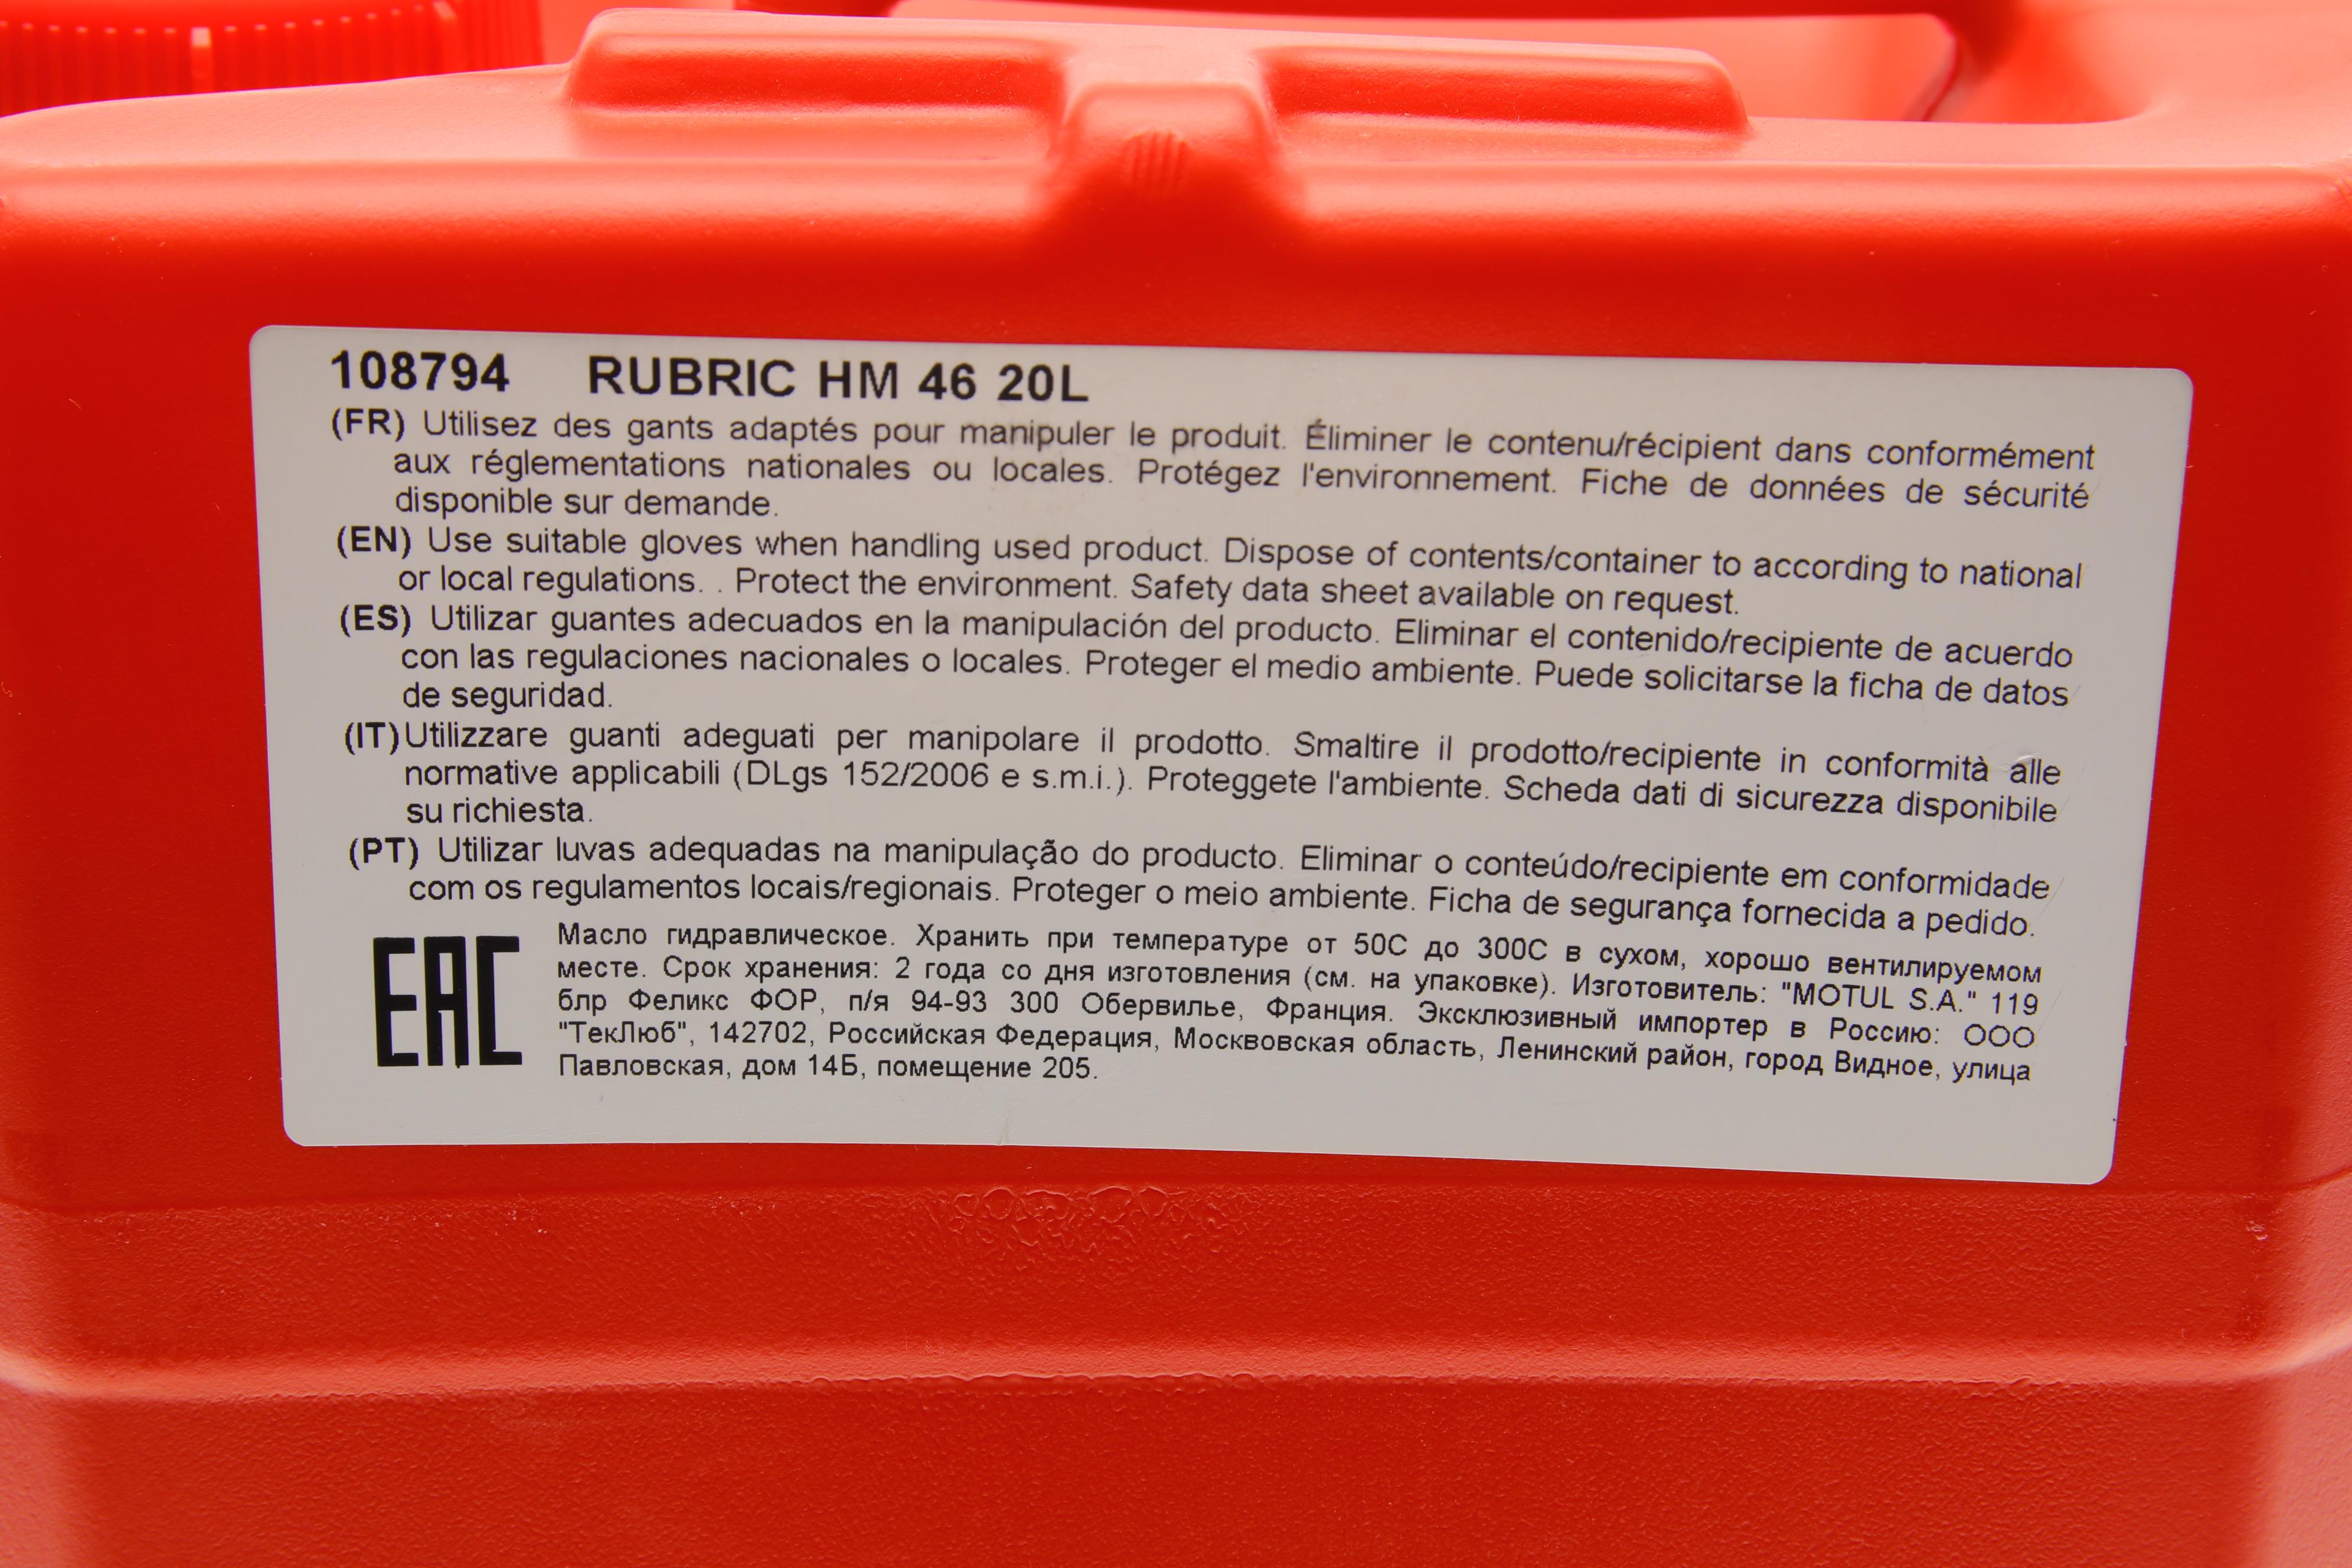 108794 RUBRIC HM 46 20L
(FR) Utilisez des gants adaptés pour manipuler le produit. Éliminer le contenu/récipient dans conformément
aux réglementations nationales ou locales. Protégez l'environnement. Fiche de données de sécurité
disponible sur demande.
(EN) Use suitable gloves when handling used product. Dispose of contents/container to according to national
or local regulations. . Protect the environment. Safety data sheet available on request.
(ES) Utilizar guantes adecuados en la manipulación del producto. Eliminar el contenido/recipiente de acuerdo
con las regulaciones nacionales o locales. Proteger el medio ambiente. Puede solicitarse la ficha de datos
de seguridad.
(IT) Utilizzare guanti adeguati per manipolare il prodotto. Smaltire il prodotto/recipiente in conformità alle
normative applicabili (DLgs 152/2006 e s.m.i.). Proteggete l'ambiente. Scheda dati di sicurezza disponibile
su richiesta.
(PT) Utilizar luvas adequadas na manipulação do producto. Eliminar o conteúdo/recipiente em conformidade
com os regulamentos locais/regionais. Proteger o meio ambiente. Ficha de segurança fornecida a pedido.
EAC
Масло гидравлическое. Хранить при температуре от 50С до 300С в сухом, хорошо вентилируемом
месте. Срок хранения: 2 года со дня изготовления (см. на упаковке). Изготовитель: "MOTUL S.A." 119
блр Феликс ФОР, п/я 94-93 300 Обервилье, Франция. Эксклюзивный импортер в Россию: ООО
"ТекЛюб", 142702, Российская Федерация, Москвовская область, Ленинский район, город Видное, улица
Павловская, дом 14Б, помещение 205.